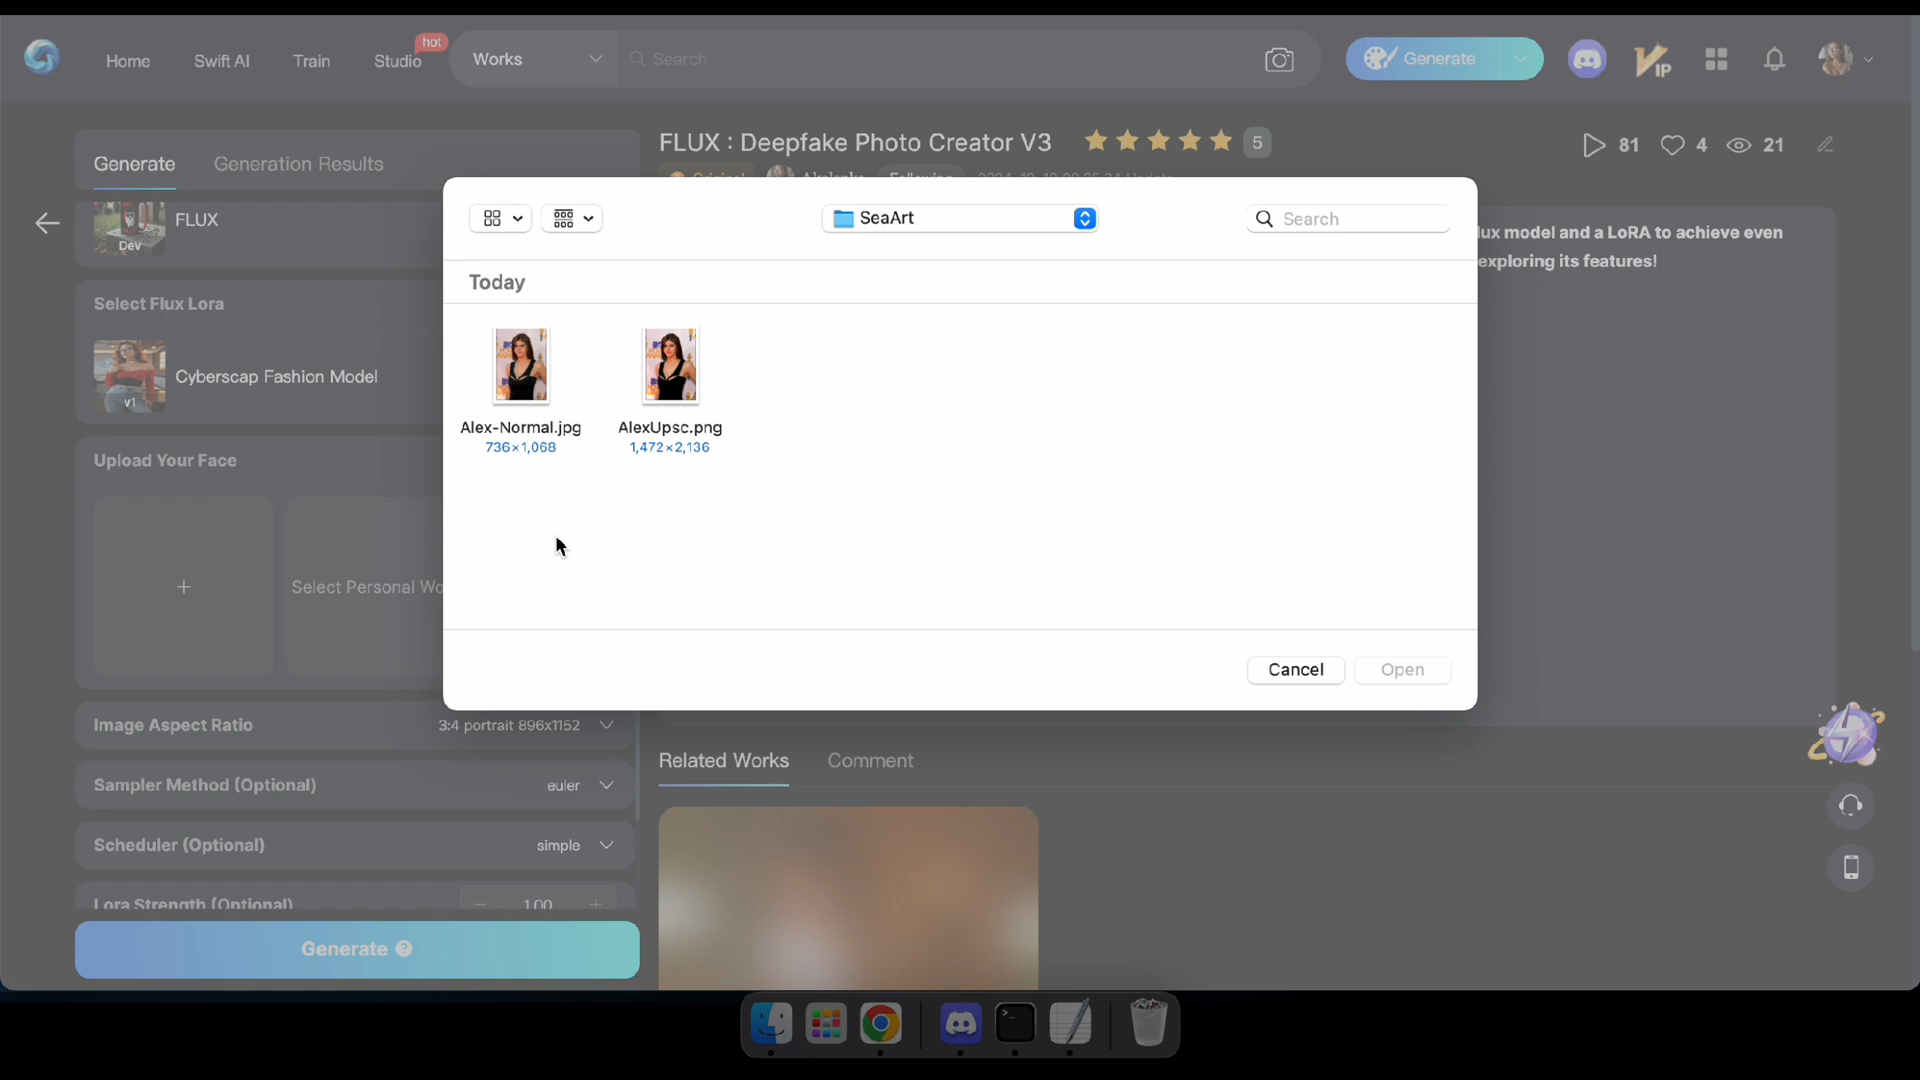 hot
Home
Swift AI
Train
Studio
Works
Search
Generate
VIP
FLUX : Deepfake Photo Creator V3
5
81
4
21
Generate
Generation Results
Original
Following
FLUX
Dev
SeaArt
Search
lux model and a LoRA to achieve even
exploring its features!
Today
Select Flux Lora
Cyberscap Fashion Model
v1
Alex-Normal.jpg
736×1,068
AlexUpsc.png
1,472×2,136
Upload Your Face
+
Select Personal Wo
Cancel
Open
Image Aspect Ratio
3:4 portrait 896x1152
Related Works
Comment
Sampler Method (Optional)
euler
Scheduler (Optional)
simple
Lora Strength (Optional)
1.00
Generate ?